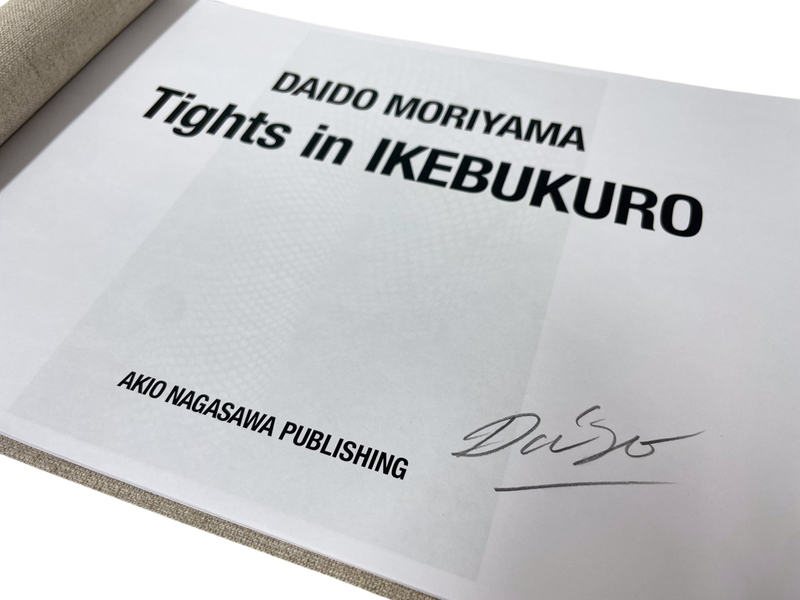 DAIDO MORIYAMA
Tights in IKEBUKURO
AKIO NAGASAWA PUBLISHING
Daido